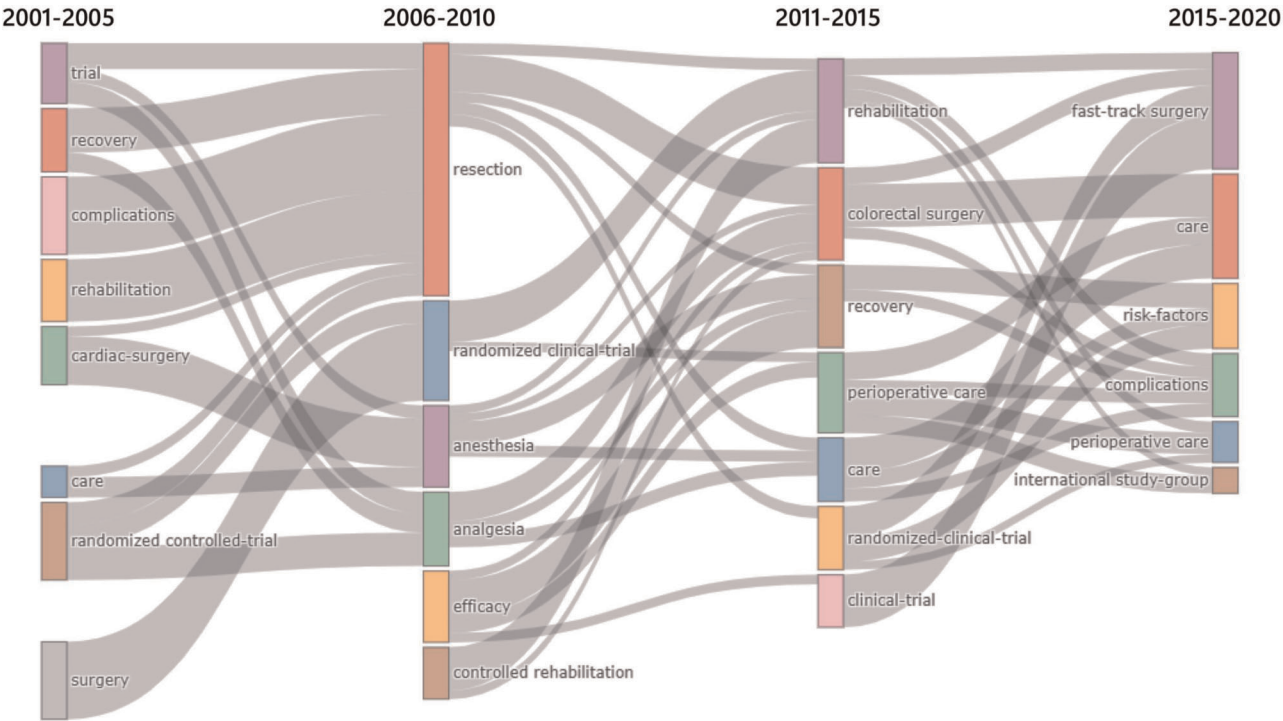 2001-2005
2006-2010
2011-2015
2015-2020
trial
recovery
complications
rehabilitation
cardiac-surgery
care
randomized controlled-trial
surgery
resection
randomized clinical-trial
anesthesia
analgesia
efficacy
controlled rehabilitation
rehabilitation
colorectal surgery
recovery
perioperative care
care
randomized-clinical-trial
clinical-trial
fast-track surgery
care
risk-factors
complications
perioperative care
international study-group